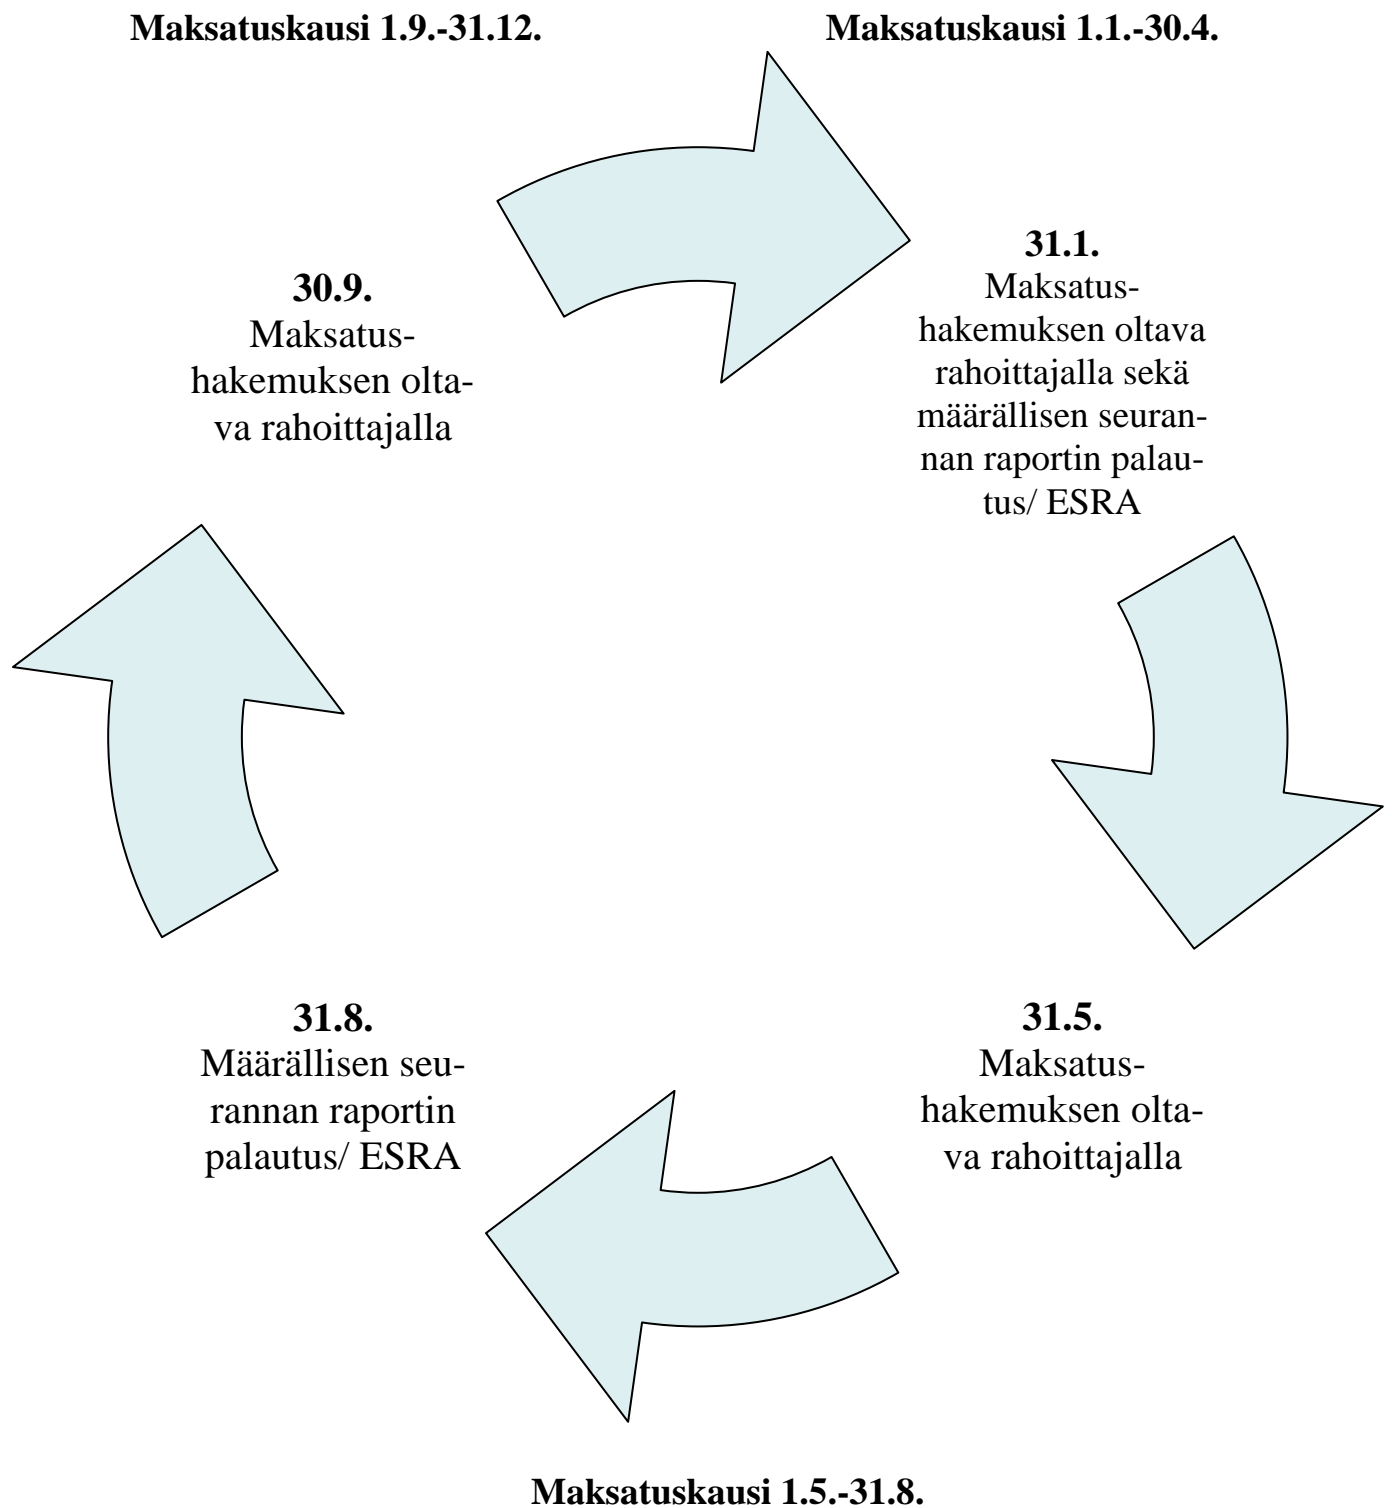 Maksatuskausi 1.9.-31.12.
Maksatuskausi 1.1.-30.4.
30.9.
Maksatus-
hakemuksen olta-
va rahoittajalla
31.1.
Maksatus-
hakemuksen oltava
rahoittajalla sekä
määrällisen seuran-
nan raportin palau-
tus/ ESRA
31.8.
Määrällisen seu-
rannan raportin
palautus/ ESRA
31.5.
Maksatus-
hakemuksen olta-
va rahoittajalla
Maksatuskausi 1.5.-31.8.